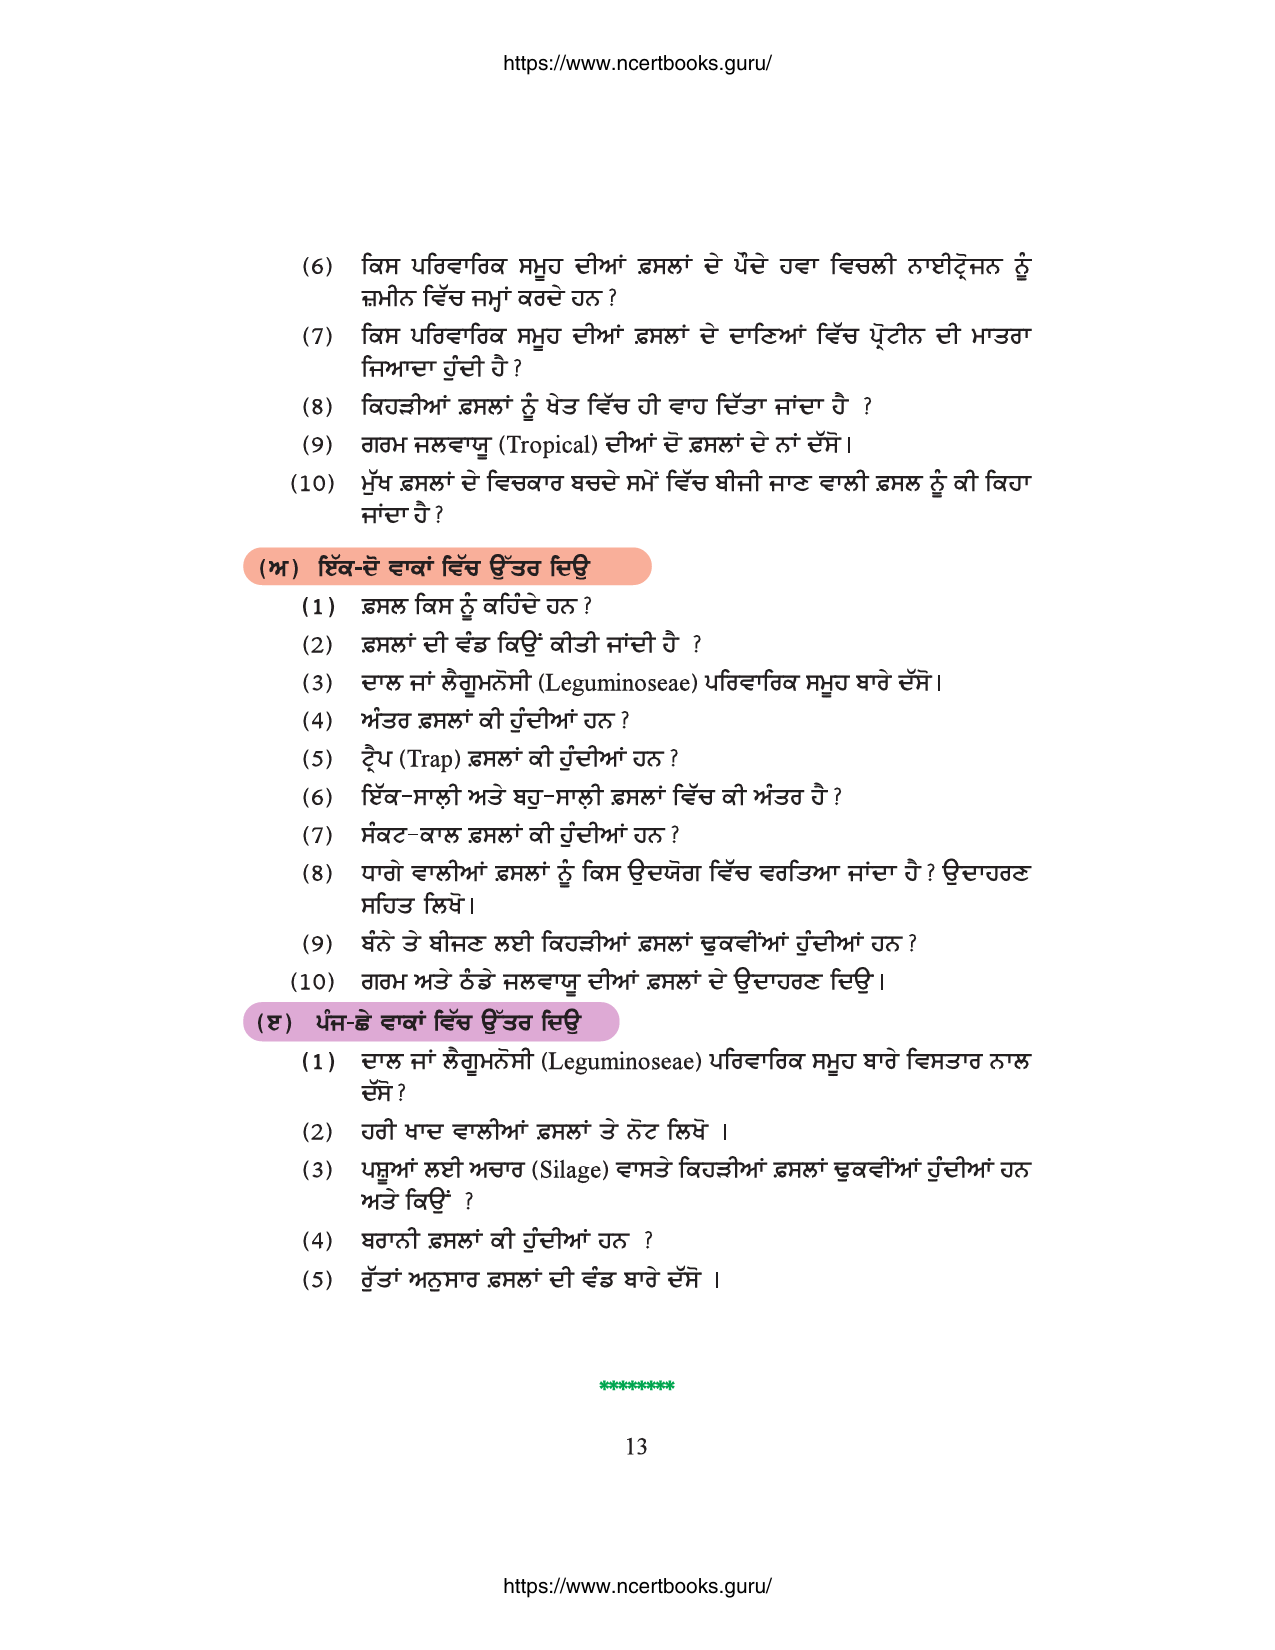 https://www.ncertbooks.guru/
(6) ਕਿਸ ਪਰਿਵਾਰਿਕ ਸਮੂਹ ਦੀਆਂ ਫ਼ਸਲਾਂ ਦੇ ਪੌਦੇ ਹਵਾ ਵਿਚਲੀ ਨਾਈਟ੍ਰੋਜਨ ਨੂੰ
ਜ਼ਮੀਨ ਵਿੱਚ ਜਮ੍ਹਾਂ ਕਰਦੇ ਹਨ ?
(7) ਕਿਸ ਪਰਿਵਾਰਿਕ ਸਮੂਹ ਦੀਆਂ ਫ਼ਸਲਾਂ ਦੇ ਦਾਣਿਆਂ ਵਿੱਚ ਪ੍ਰੋਟੀਨ ਦੀ ਮਾਤਰਾ
ਜਿਆਦਾ ਹੁੰਦੀ ਹੈ ?
(8) ਕਿਹੜੀਆਂ ਫ਼ਸਲਾਂ ਨੂੰ ਖੇਤ ਵਿੱਚ ਹੀ ਵਾਹ ਦਿੱਤਾ ਜਾਂਦਾ ਹੈ ?
(9) ਗਰਮ ਜਲਵਾਯੂ (Tropical) ਦੀਆਂ ਦੋ ਫ਼ਸਲਾਂ ਦੇ ਨਾਂ ਦੱਸੋ।
(10) ਮੁੱਖ ਫ਼ਸਲਾਂ ਦੇ ਵਿਚਕਾਰ ਬਚਦੇ ਸਮੇਂ ਵਿੱਚ ਬੀਜੀ ਜਾਣ ਵਾਲੀ ਫ਼ਸਲ ਨੂੰ ਕੀ ਕਿਹਾ
ਜਾਂਦਾ ਹੈ ?
(ਅ) ਇੱਕ-ਦੋ ਵਾਕਾਂ ਵਿੱਚ ਉੱਤਰ ਦਿਉ
(1) ਫ਼ਸਲ ਕਿਸ ਨੂੰ ਕਹਿੰਦੇ ਹਨ ?
(2) ਫ਼ਸਲਾਂ ਦੀ ਵੰਡ ਕਿਉਂ ਕੀਤੀ ਜਾਂਦੀ ਹੈ ?
(3) ਦਾਲ ਜਾਂ ਲੈਗੂਮਨੋਸੀ (Leguminoseae) ਪਰਿਵਾਰਿਕ ਸਮੂਹ ਬਾਰੇ ਦੱਸੋ।
(4) ਅੰਤਰ ਫ਼ਸਲਾਂ ਕੀ ਹੁੰਦੀਆਂ ਹਨ ?
(5) ਟ੍ਰੈਪ (Trap) ਫ਼ਸਲਾਂ ਕੀ ਹੁੰਦੀਆਂ ਹਨ ?
(6) ਇੱਕ-ਸਾਲ਼ੀ ਅਤੇ ਬਹੁ-ਸਾਲ਼ੀ ਫ਼ਸਲਾਂ ਵਿੱਚ ਕੀ ਅੰਤਰ ਹੈ ?
(7) ਸੰਕਟ-ਕਾਲ ਫ਼ਸਲਾਂ ਕੀ ਹੁੰਦੀਆਂ ਹਨ ?
(8) ਧਾਗੇ ਵਾਲੀਆਂ ਫ਼ਸਲਾਂ ਨੂੰ ਕਿਸ ਉਦਯੋਗ ਵਿੱਚ ਵਰਤਿਆ ਜਾਂਦਾ ਹੈ ? ਉਦਾਹਰਣ
ਸਹਿਤ ਲਿਖੋ।
(9) ਬੰਨੇ ਤੇ ਬੀਜਣ ਲਈ ਕਿਹੜੀਆਂ ਫ਼ਸਲਾਂ ਢੁਕਵੀਂਆਂ ਹੁੰਦੀਆਂ ਹਨ ?
(10) ਗਰਮ ਅਤੇ ਠੰਡੇ ਜਲਵਾਯੂ ਦੀਆਂ ਫ਼ਸਲਾਂ ਦੇ ਉਦਾਹਰਣ ਦਿਉ।
(ੲ) ਪੰਜ-ਛੇ ਵਾਕਾਂ ਵਿੱਚ ਉੱਤਰ ਦਿਉ
(1) ਦਾਲ ਜਾਂ ਲੈਗੂਮਨੋਸੀ (Leguminoseae) ਪਰਿਵਾਰਿਕ ਸਮੂਹ ਬਾਰੇ ਵਿਸਤਾਰ ਨਾਲ
ਦੱਸੋ ?
(2) ਹਰੀ ਖਾਦ ਵਾਲੀਆਂ ਫ਼ਸਲਾਂ ਤੇ ਨੋਟ ਲਿਖੋ ।
(3) ਪਸ਼ੂਆਂ ਲਈ ਅਚਾਰ (Silage) ਵਾਸਤੇ ਕਿਹੜੀਆਂ ਫ਼ਸਲਾਂ ਢੁਕਵੀਂਆਂ ਹੁੰਦੀਆਂ ਹਨ
ਅਤੇ ਕਿਉਂ ?
(4) ਬਰਾਨੀ ਫ਼ਸਲਾਂ ਕੀ ਹੁੰਦੀਆਂ ਹਨ ?
(5) ਰੁੱਤਾਂ ਅਨੁਸਾਰ ਫ਼ਸਲਾਂ ਦੀ ਵੰਡ ਬਾਰੇ ਦੱਸੋ ।
********
13
https://www.ncertbooks.guru/